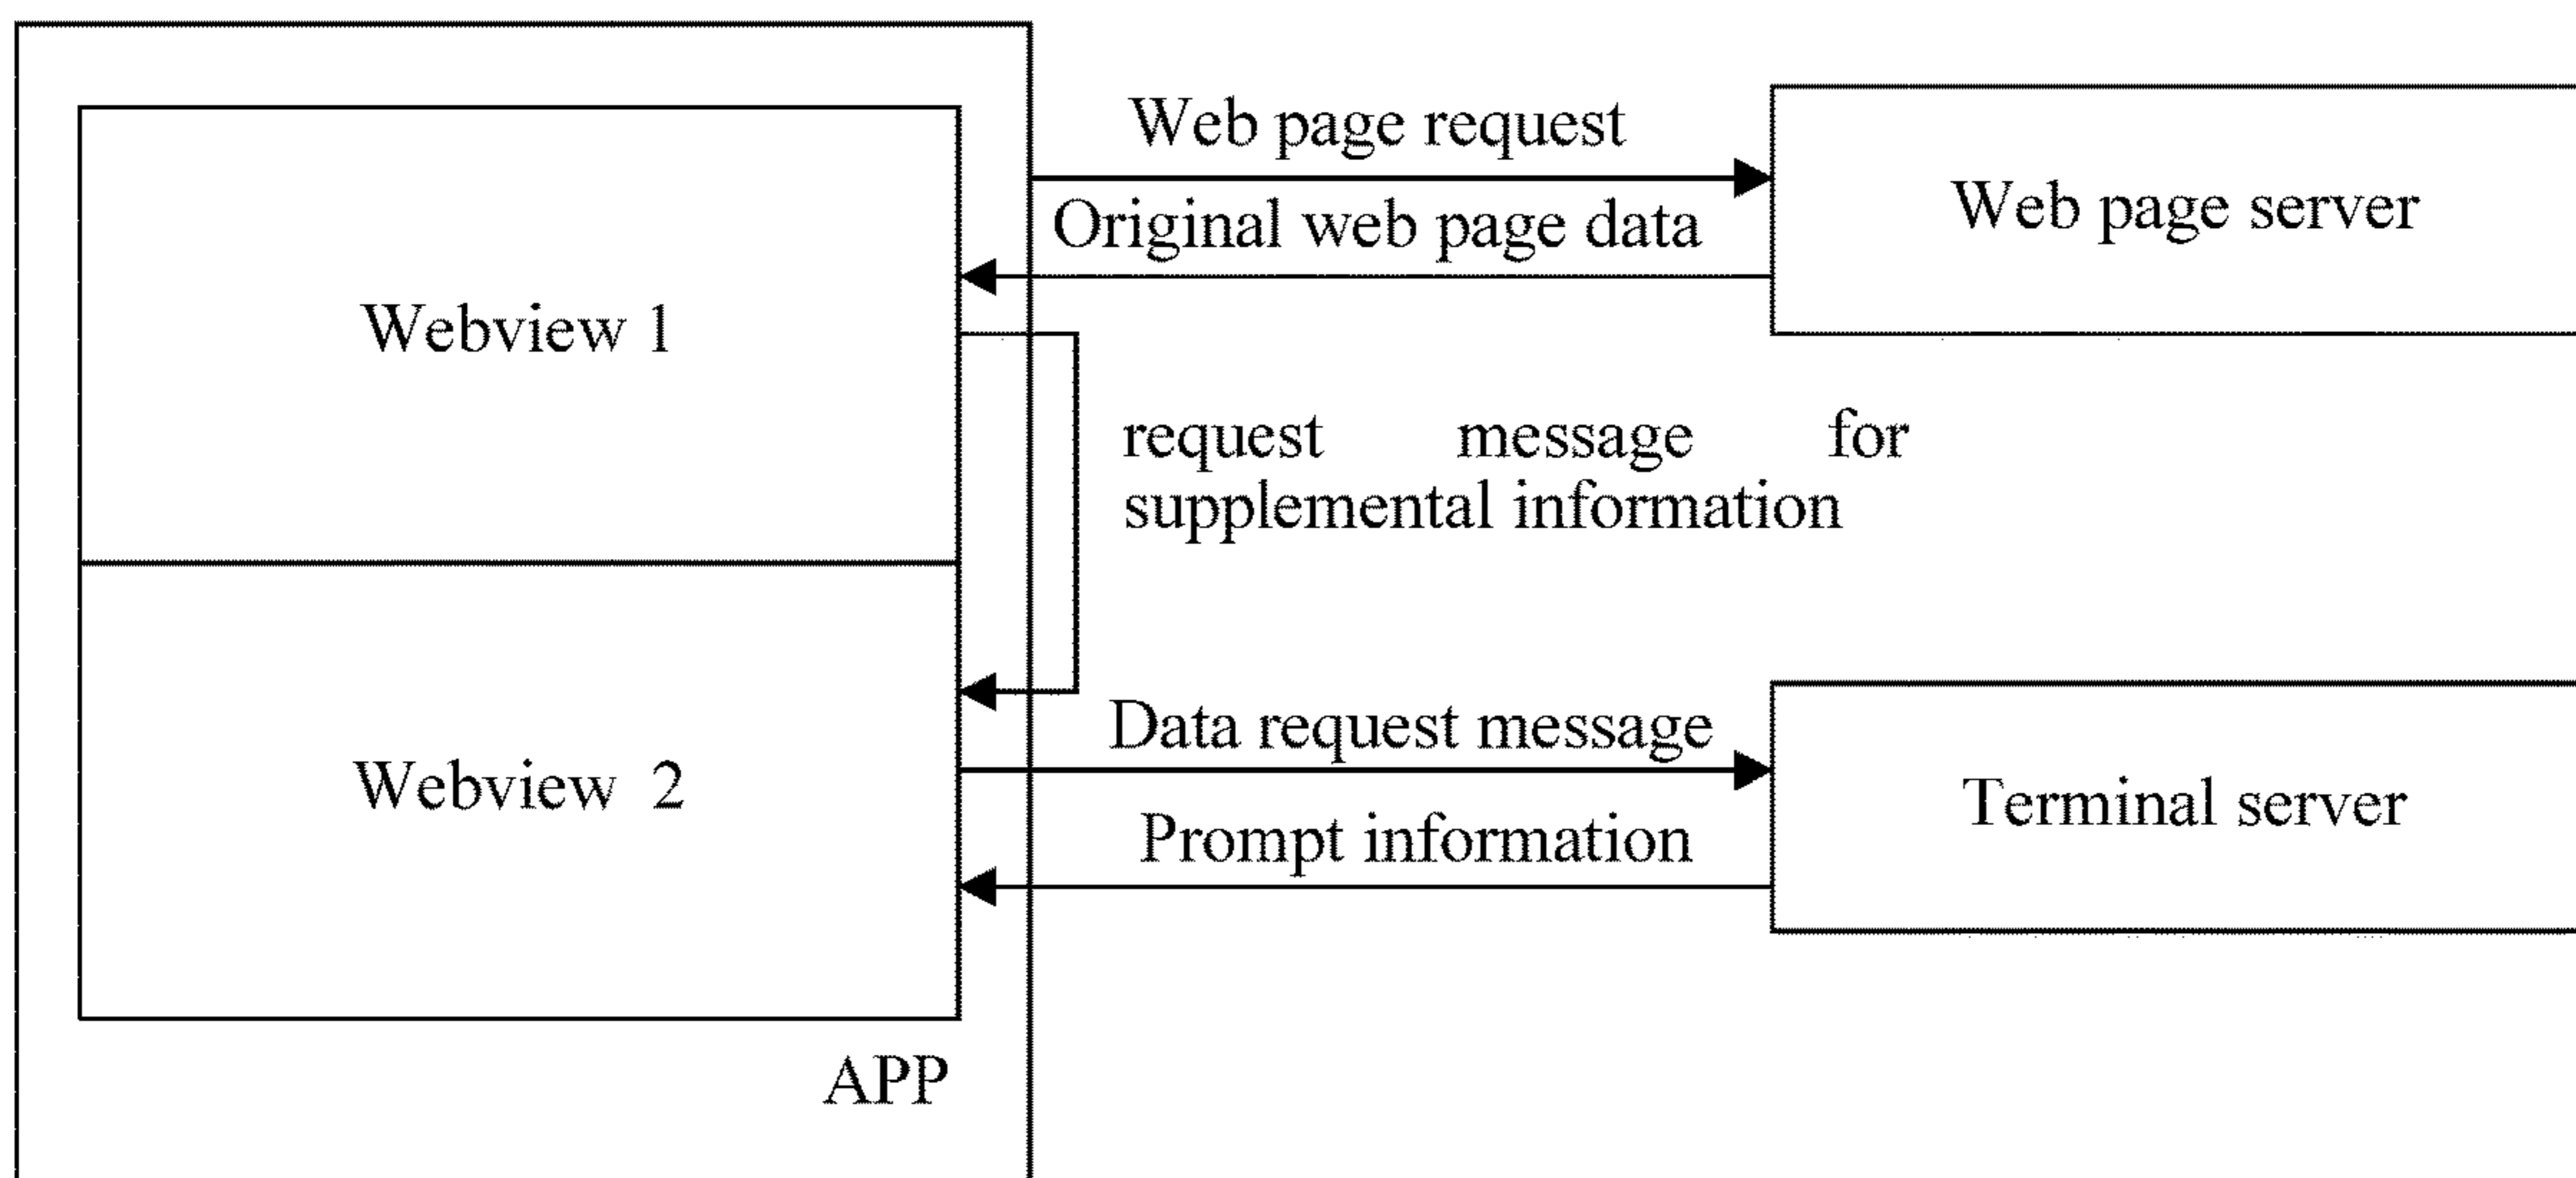 Web page request
Original web page data
Web page server
Webview 1
request message for
supplemental information
Data request message
Prompt information
Webview 2
Terminal server
APP